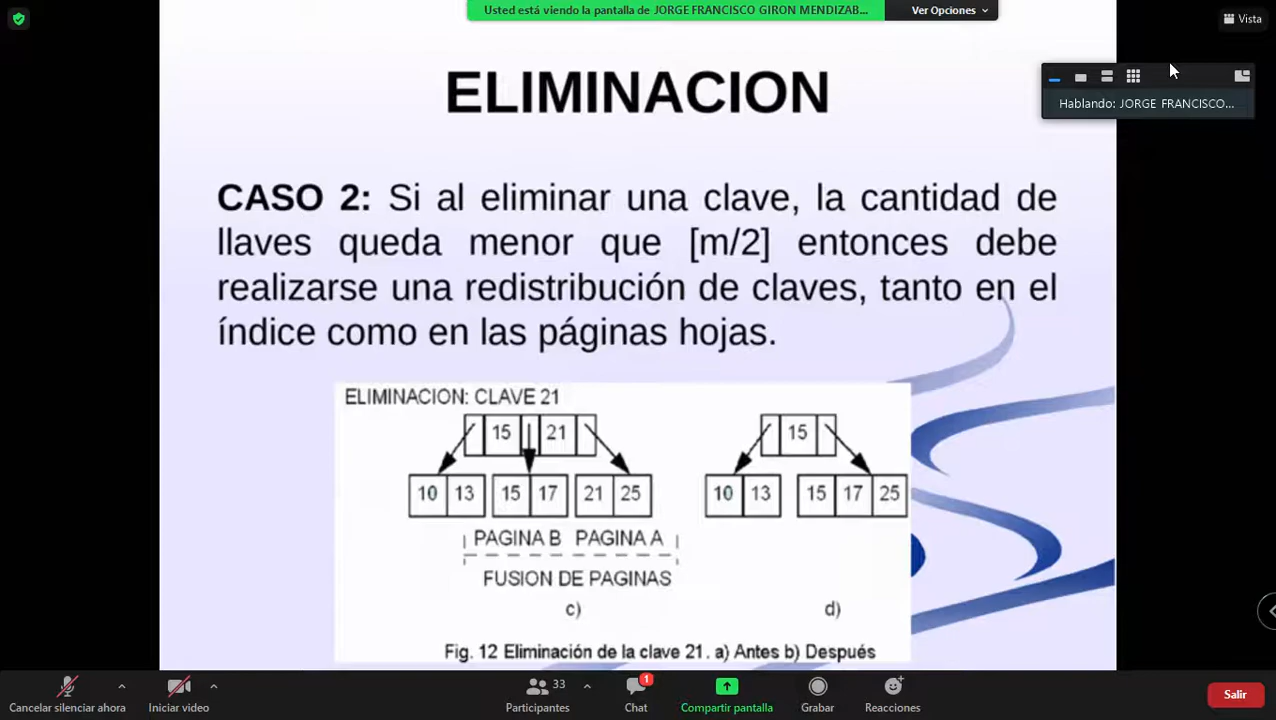 Usted está viendo la pantalla de JORGE FRANCISCO GIRON MENDIZAB...
Ver Opciones
Vista
Hablando: JORGE FRANCISCO...
ELIMINACION
CASO 2: Si al eliminar una clave, la cantidad de
llaves queda menor que [m/2] entonces debe
realizarse una redistribución de claves, tanto en el
índice como en las páginas hojas.
ELIMINACION: CLAVE 21
15 21
15
10 13 15 17 21 25
10 13 15 17 25
PAGINA B PAGINA A
FUSION DE PAGINAS
c)
d)
Fig. 12 Eliminación de la clave 21. a) Antes b) Después
Cancelar silenciar ahora
Iniciar video
33
Participantes
1
Chat
Compartir pantalla
Grabar
Reacciones
Salir